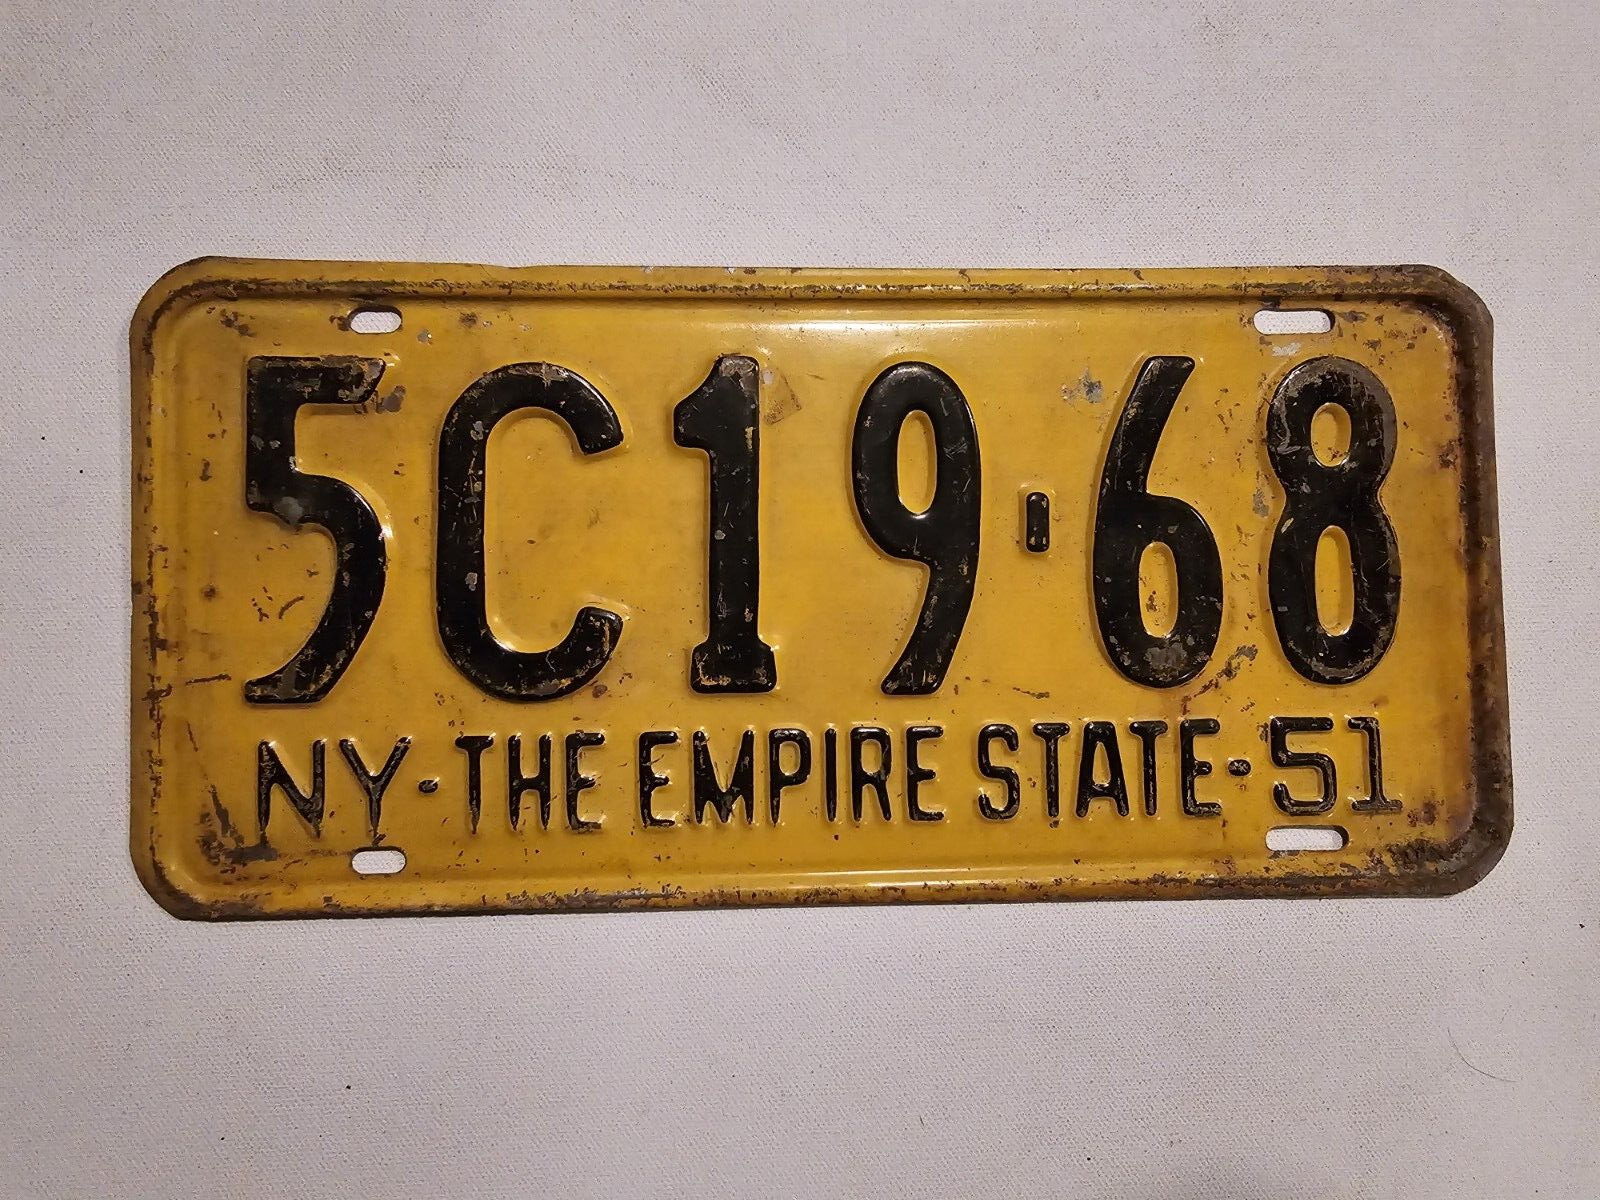 5C19-68
NY-THE EMPIRE STATE-51